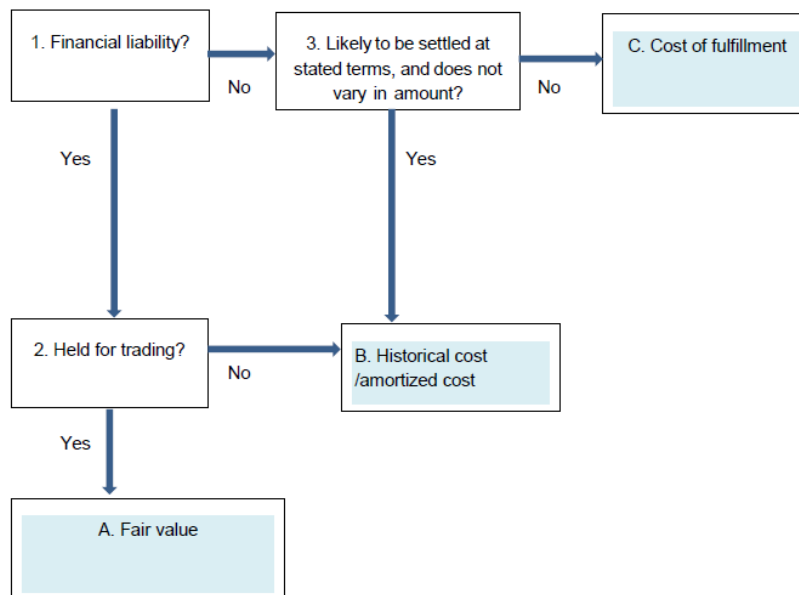 1. Financial liability?
No
3. Likely to be settled at
stated terms, and does not
vary in amount?
No
C. Cost of fulfillment
Yes
Yes
2. Held for trading?
No
B. Historical cost
/amortized cost
Yes
A. Fair value